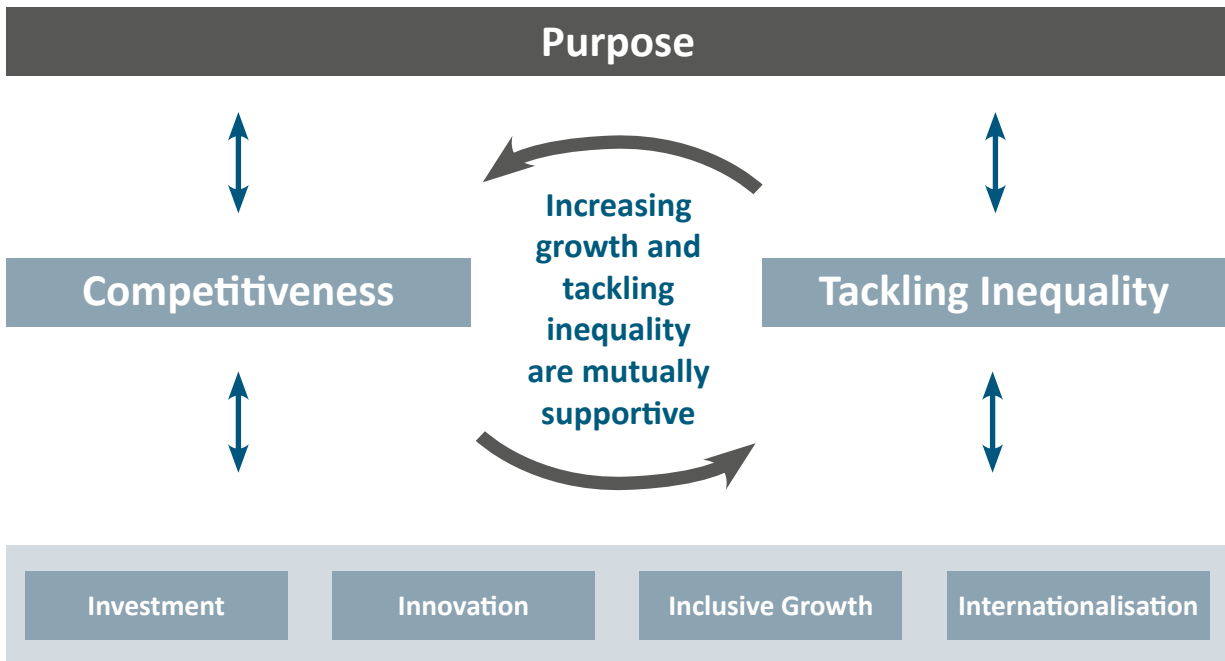 Purpose
Competitiveness
Increasing
growth and
tackling
inequality
are mutually
supportive
Tackling Inequality
Investment
Innovation
Inclusive Growth
Internationalisation